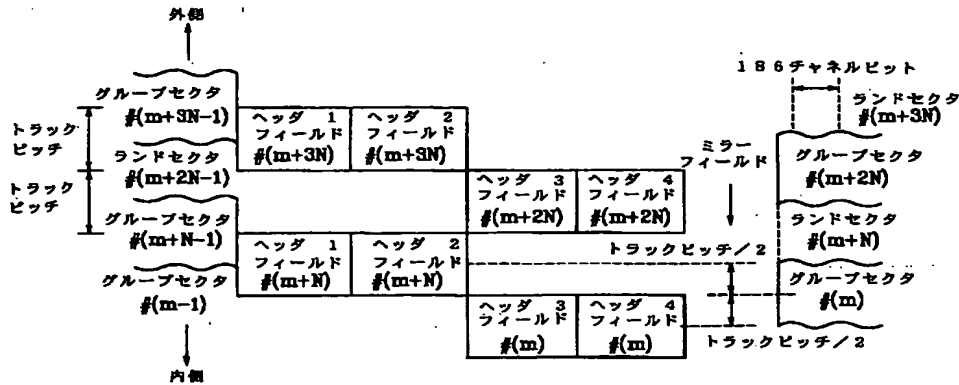 外側
グルーブセクタ
#(m+3N-1)
トラック
ピッチ
ランドセクタ
#(m+2N-1)
トラック
ピッチ
グルーブセクタ
#(m+N-1)
グルーブセクタ
#(m-1)
内側
ヘッダ 1
フィールド
#(m+3N)
ヘッダ 2
フィールド
#(m+3N)
ヘッダ 3
フィールド
#(m+2N)
ヘッダ 4
フィールド
#(m+2N)
ヘッダ 1
フィールド
#(m+N)
ヘッダ 2
フィールド
#(m+N)
ヘッダ 3
フィールド
#(m)
ヘッダ 4
フィールド
#(m)
186チャネルビット
ランドセクタ
#(m+3N)
ミラー
フィールド
グルーブセクタ
#(m+2N)
ランドセクタ
#(m+N)
トラックピッチ/2
グルーブセクタ
#(m)
トラックピッチ/2